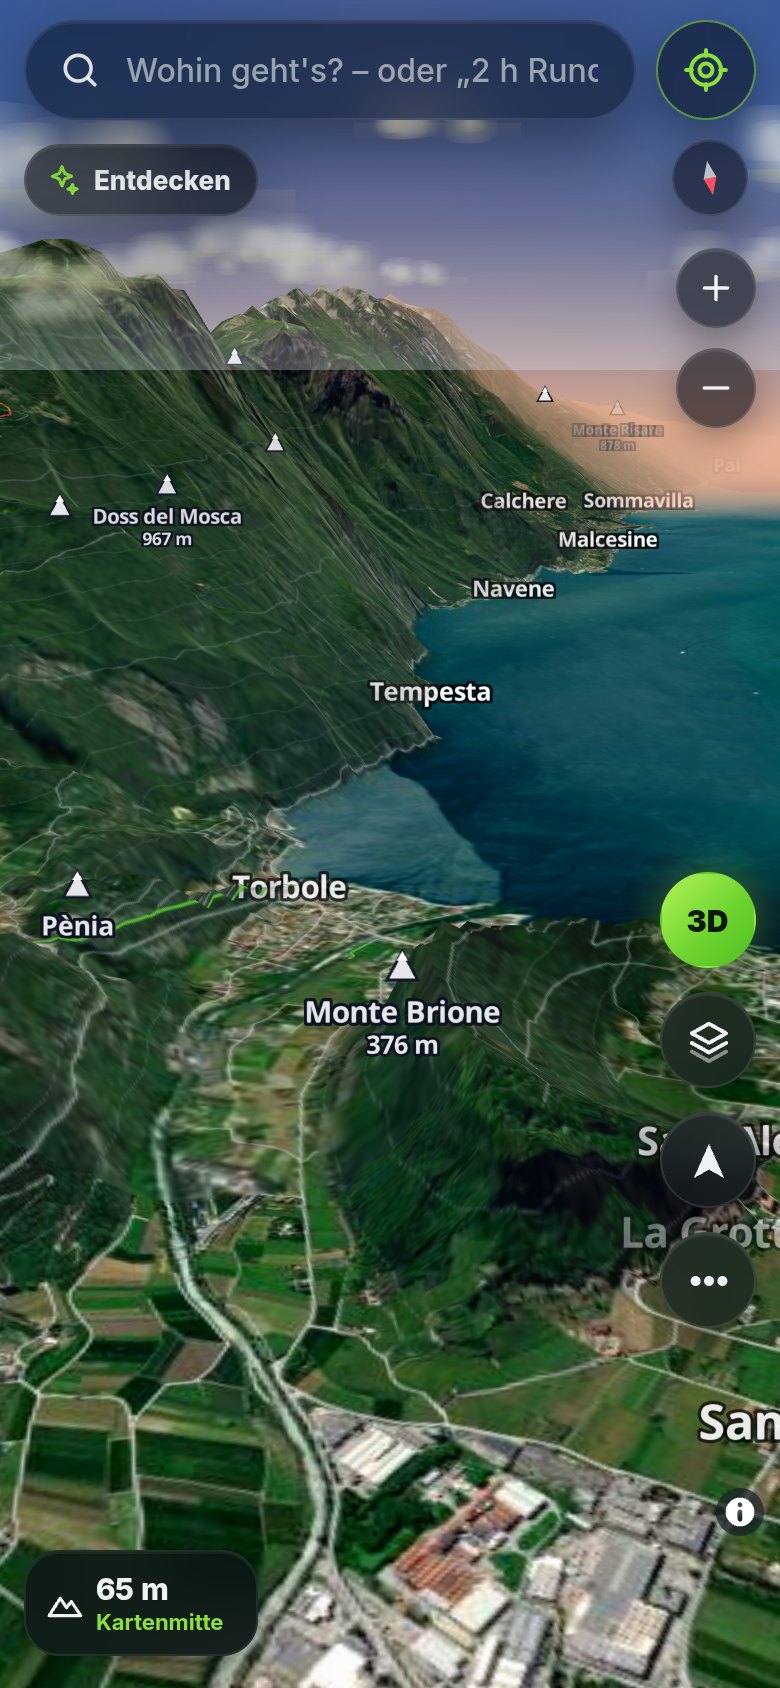 Wohin geht's? – oder „2 h Rund
Entdecken
Monte Risare
878 m
Pai
Calchere
Sommavilla
Doss del Mosca
967 m
Malcesine
Navene
Tempesta
Torbole
3D
Pènia
Monte Brione
376 m
La Grott
San
65 m
Kartenmitte